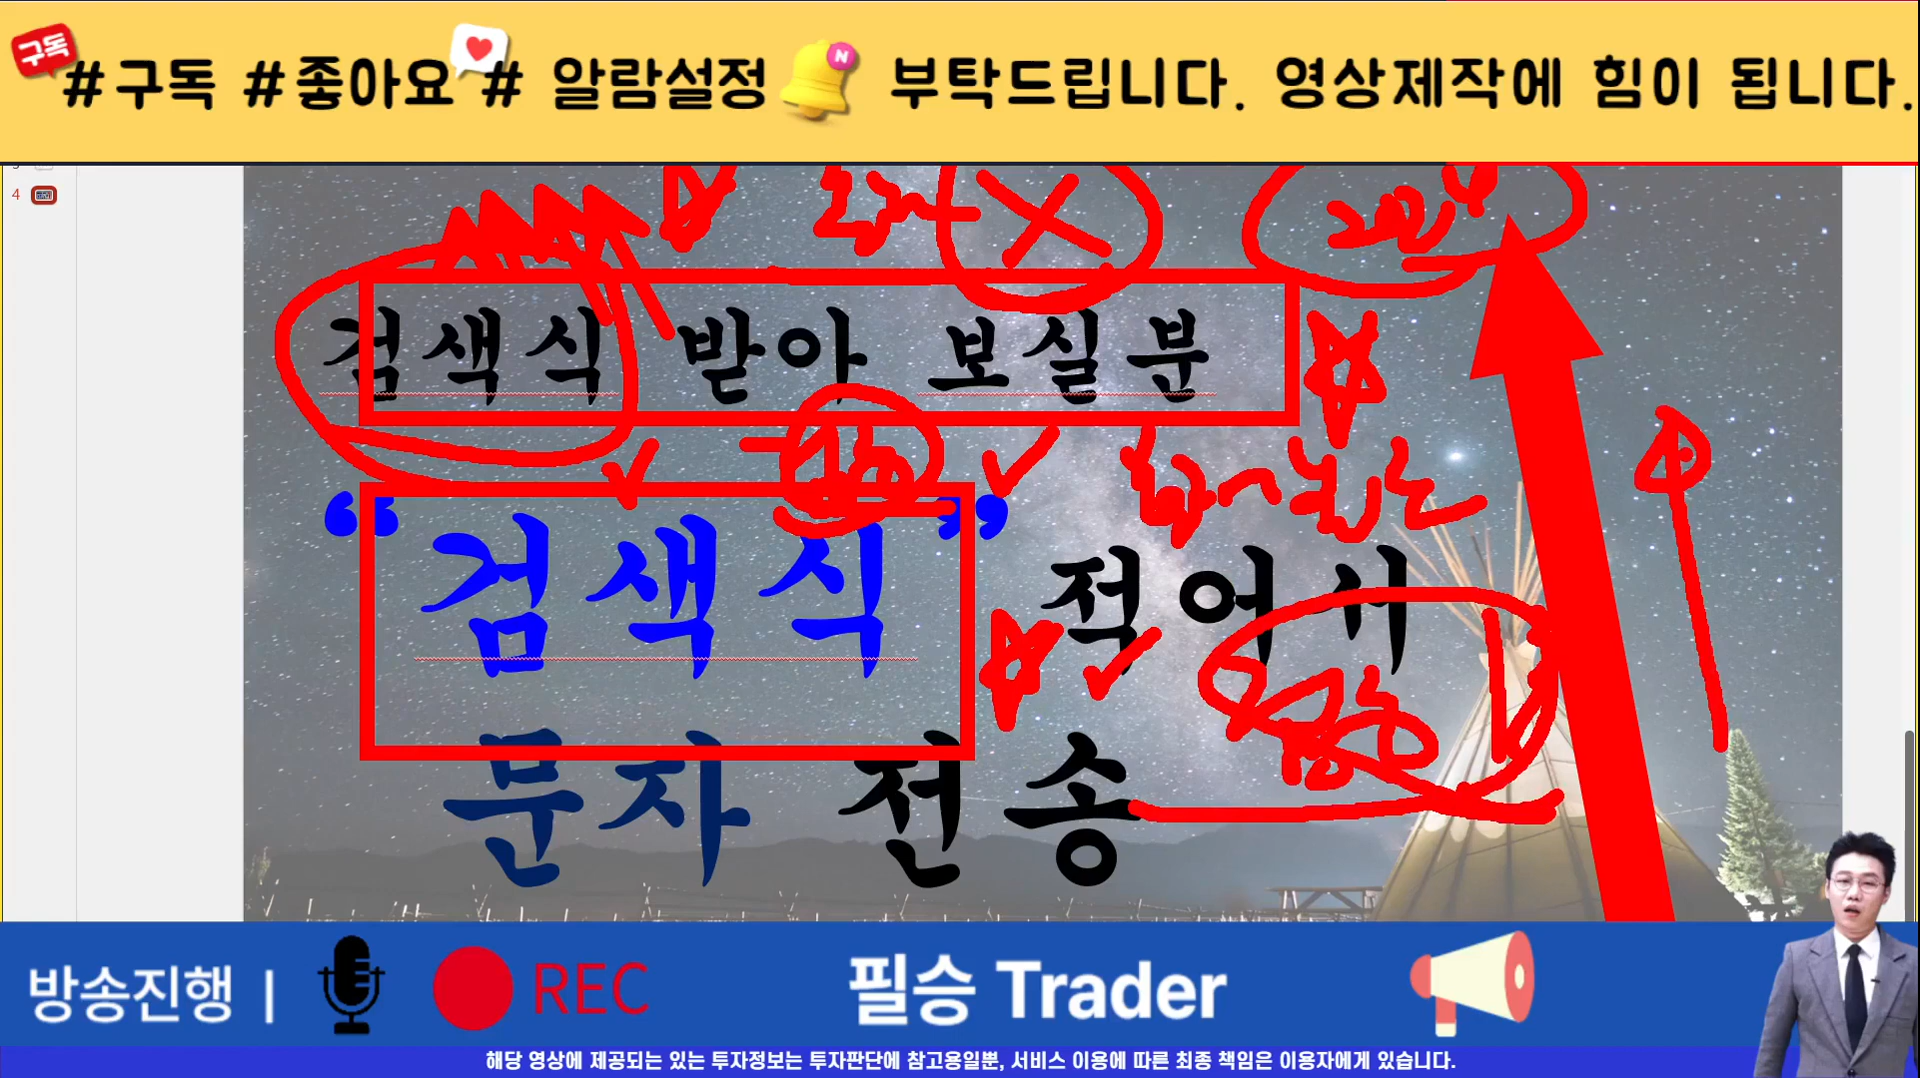 구독
#구독 #좋아요 # 알람설정 N 부탁드립니다. 영상제작에 힘이 됩니다.
4
검색식 받아 보실분
"검색식" 적어서
문자 전송
방송진행 | REC 필승 Trader
해당 영상에 제공되는 있는 투자정보는 투자판단에 참고용일뿐, 서비스 이용에 따른 최종 책임은 이용자에게 있습니다.